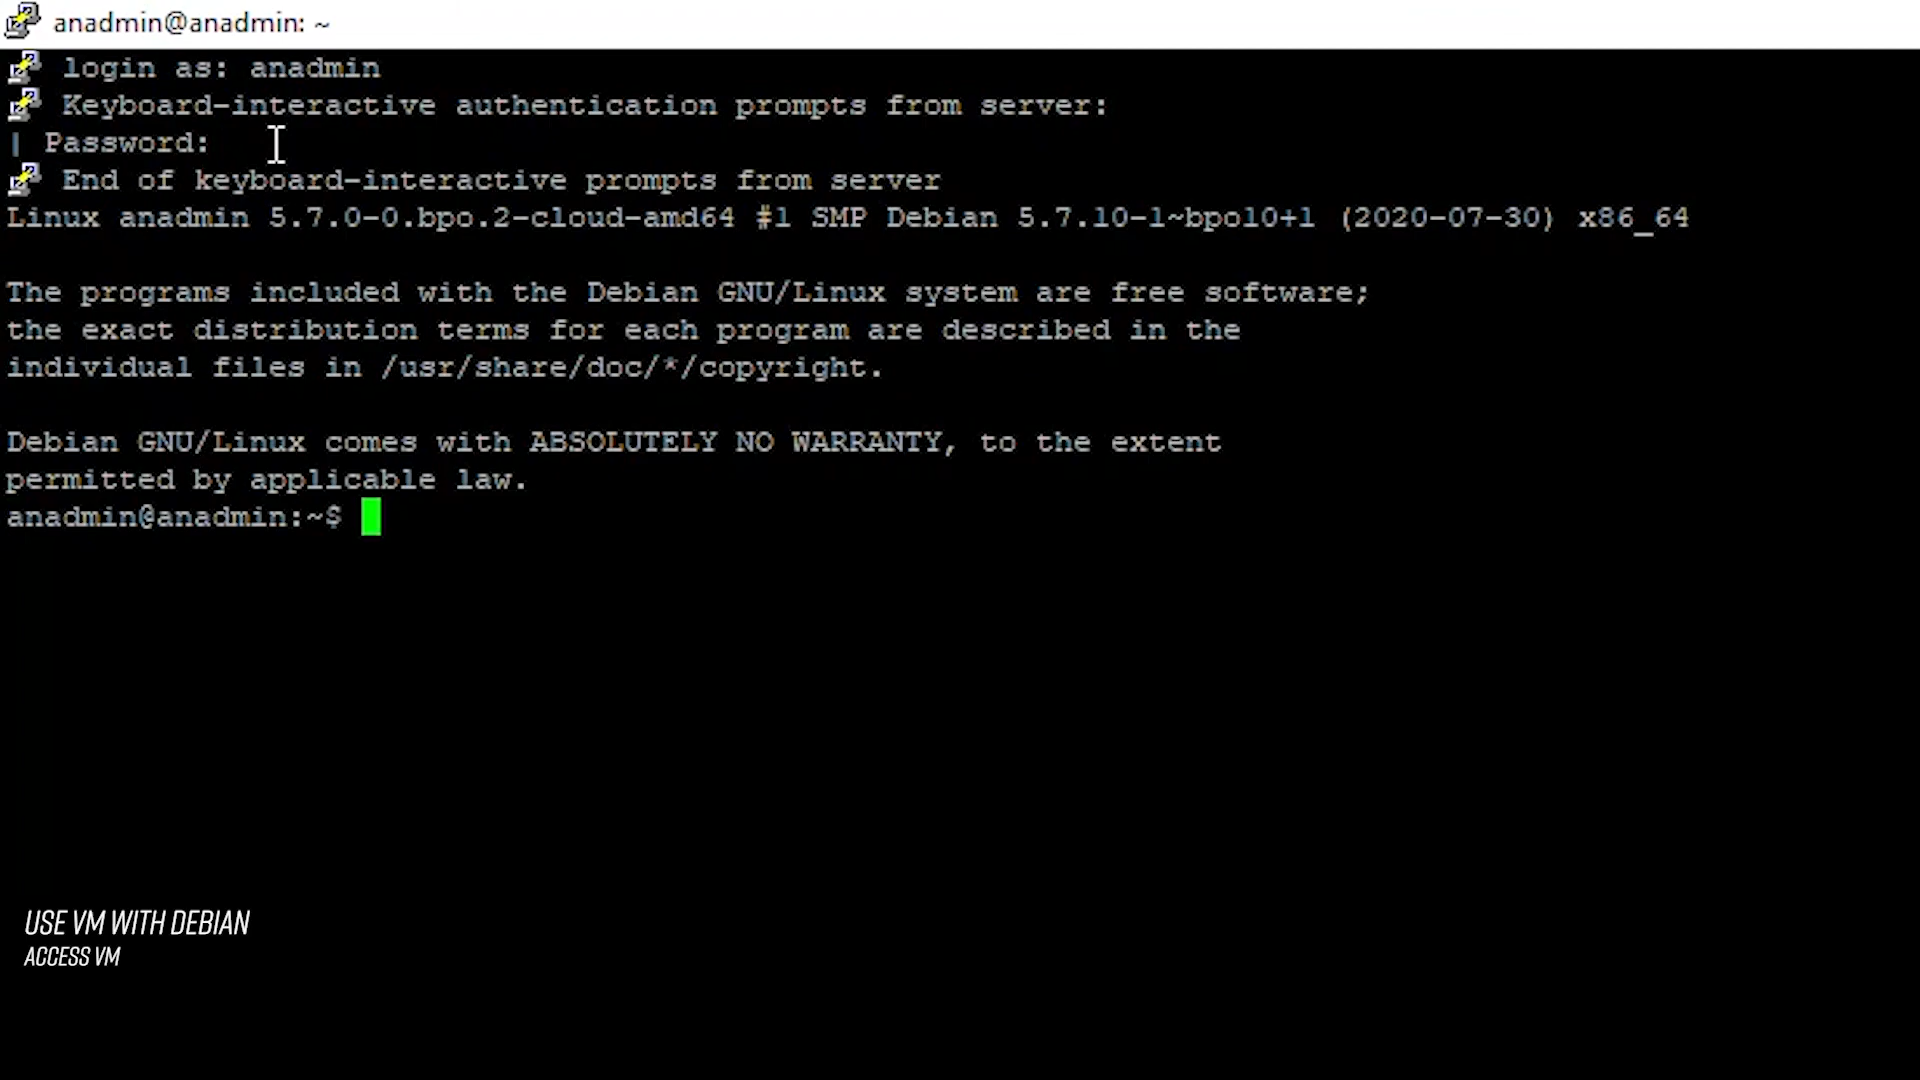 anadmin@anadmin: ~
login as: anadmin
Keyboard-interactive authentication prompts from server:
| Password:
End of keyboard-interactive prompts from server
Linux anadmin 5.7.0-0.bpo.2-cloud-amd64 #1 SMP Debian 5.7.10-1~bpo10+1 (2020-07-30) x86_64
The programs included with the Debian GNU/Linux system are free software;
the exact distribution terms for each program are described in the
individual files in /usr/share/doc/*/copyright.
Debian GNU/Linux comes with ABSOLUTELY NO WARRANTY, to the extent
permitted by applicable law.
anadmin@anadmin:~$
USE VM WITH DEBIAN
ACCESS VM